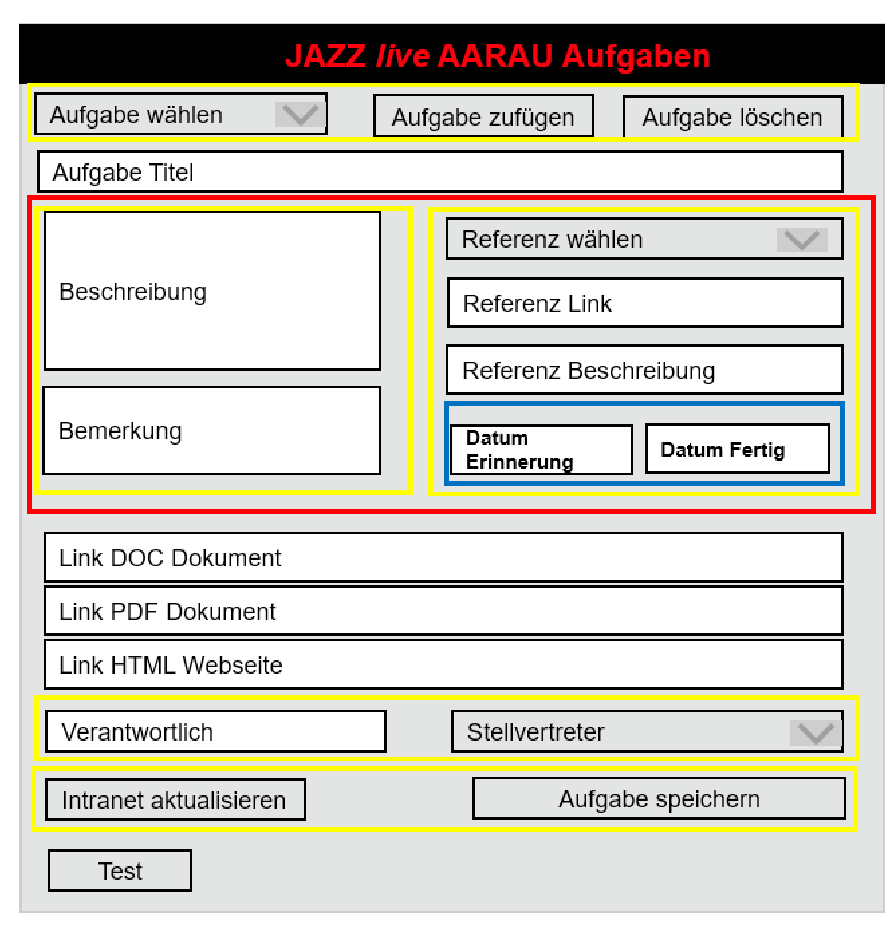 JAZZ live AARAU Aufgaben
Aufgabe wählen
Aufgabe zufügen
Aufgabe löschen
Aufgabe Titel
Beschreibung
Bemerkung
Referenz wählen
Referenz Link
Referenz Beschreibung
Datum
Erinnerung
Datum Fertig
Link DOC Dokument
Link PDF Dokument
Link HTML Webseite
Verantwortlich
Stellvertreter
Intranet aktualisieren
Aufgabe speichern
Test